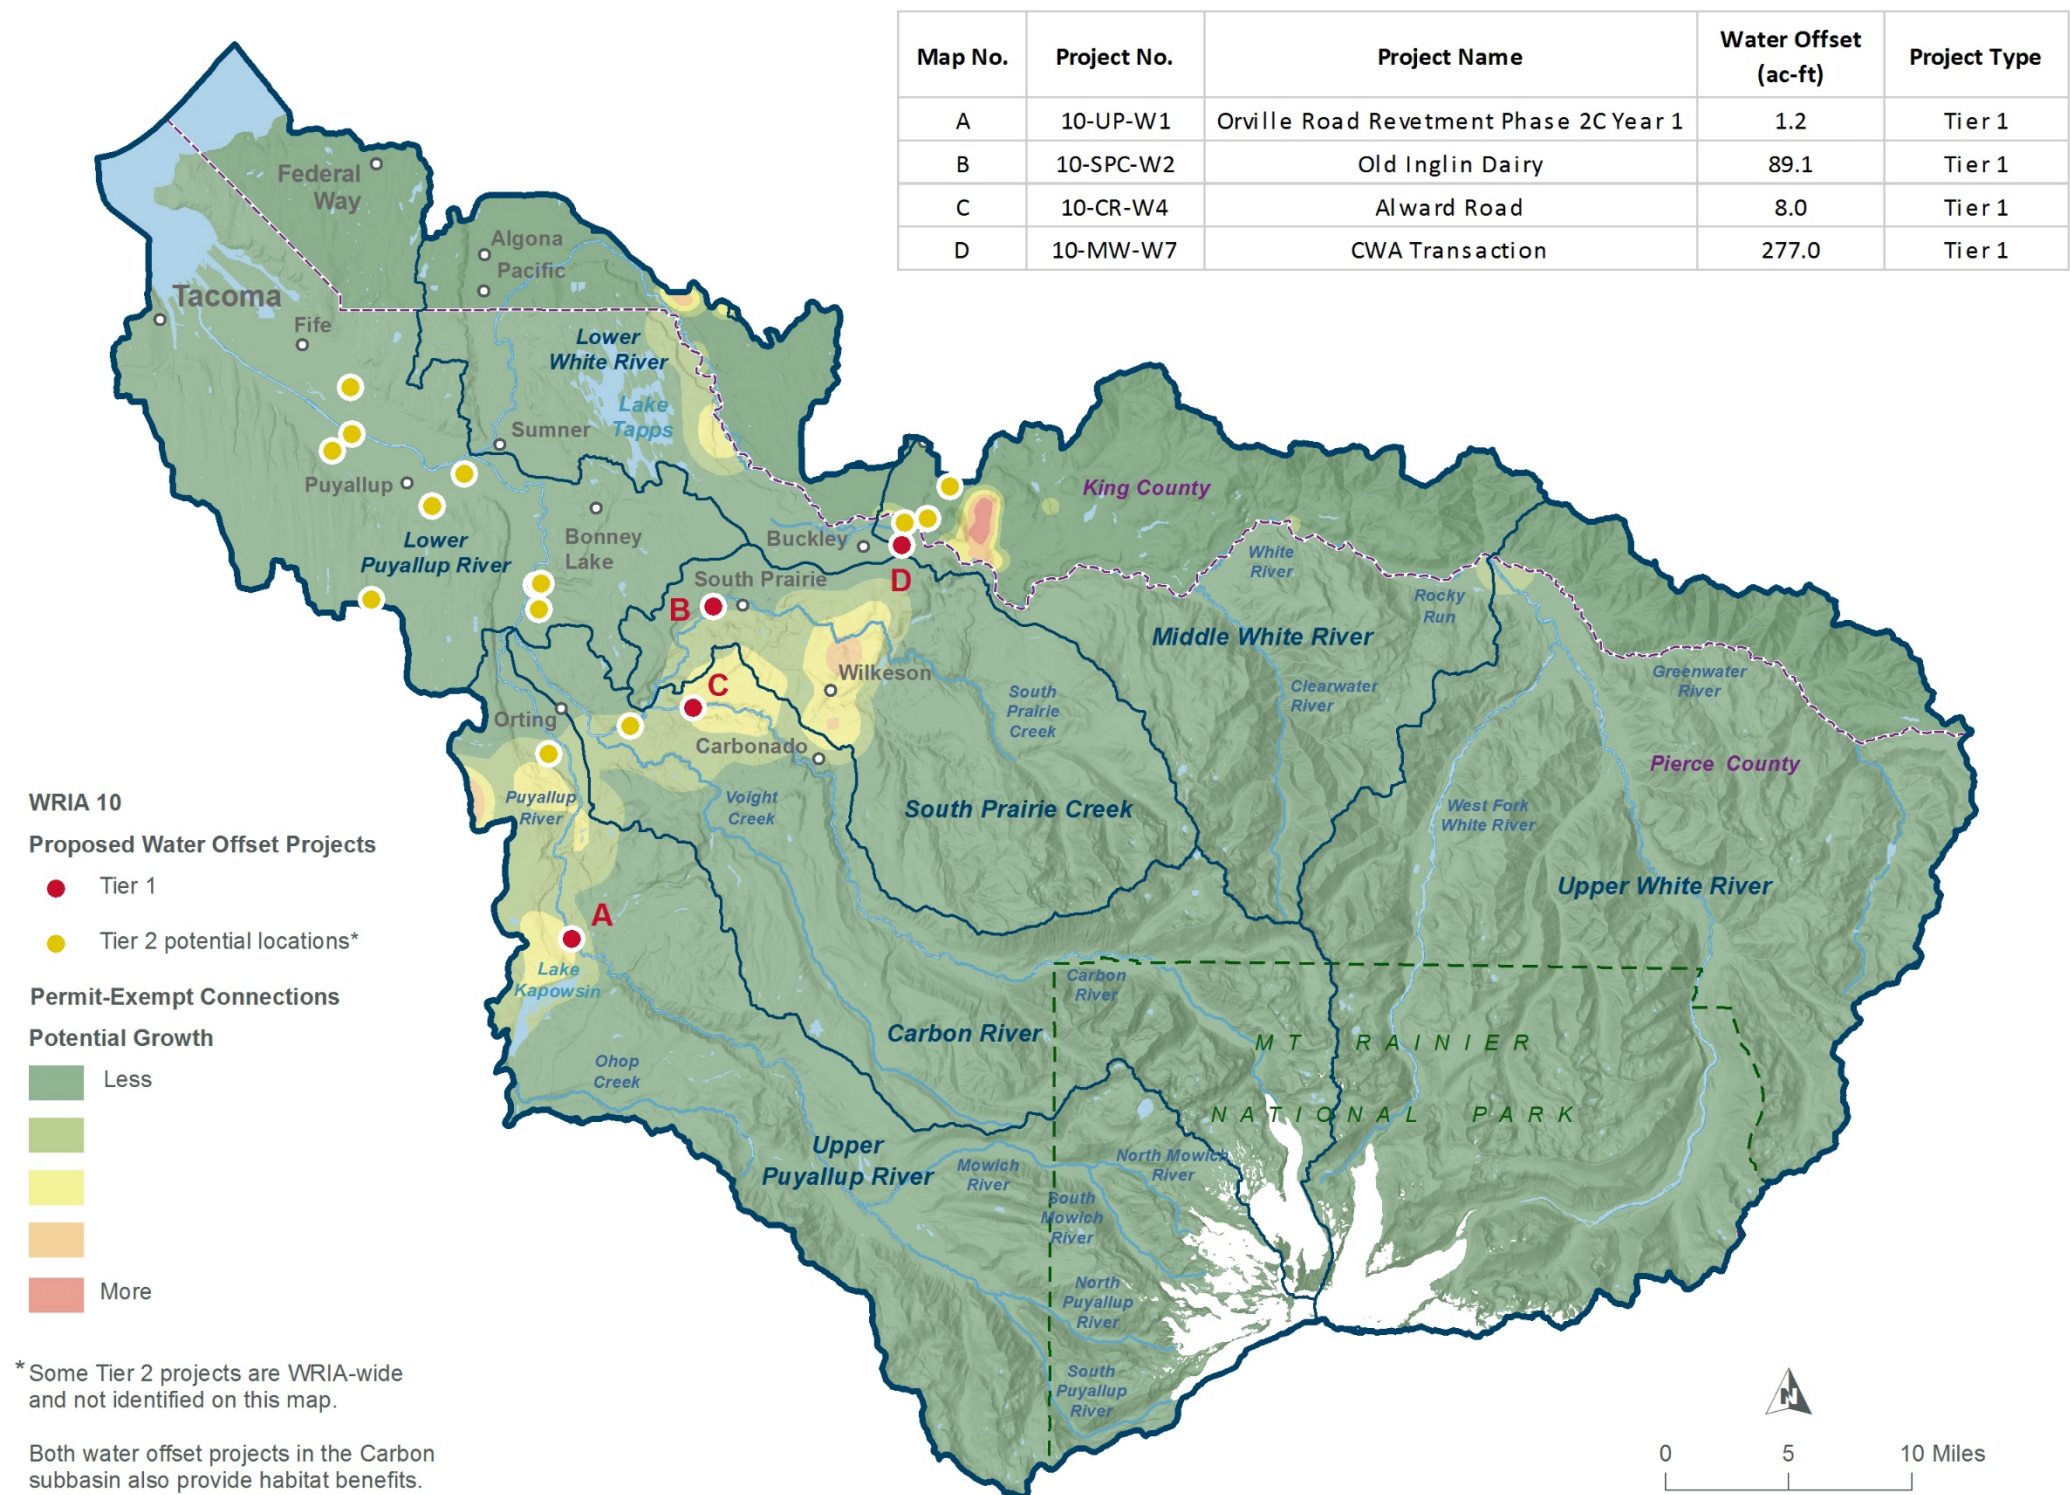 Map No. Project No. Project Name Water Offset (ac-ft) Project Type
A 10-UP-W1 Orville Road Revetment Phase 2C Year 1 1.2 Tier 1
B 10-SPC-W2 Old Inglin Dairy 89.1 Tier 1
C 10-CR-W4 Alward Road 8.0 Tier 1
D 10-MW-W7 CWA Transaction 277.0 Tier 1
Federal
Way
Algona
Pacific
Tacoma
Fife
Lower
White River
Lake
Tapps
Sumner
Puyallup
King County
Lower
Puyallup River
Bonney
Lake
Buckley
D
South Prairie
B
White
River
Rocky
Run
Middle White River
Greenwater
River
Wilkeson
C
South
Prairie
Creek
Clearwater
River
Orting
Carbonado
Pierce County
Puyallup
River
Voight
Creek
South Prairie Creek
West Fork
White River
Upper White River
A
Lake
Kapowsin
Carbon
River
Carbon River
MT RAINIER
NATIONAL PARK
Ohop
Creek
Upper
Puyallup River
Mowich
River
North Mowich
River
South
Mowich
River
North
Puyallup
River
South
Puyallup
River
WRIA 10
Proposed Water Offset Projects
Tier 1
Tier 2 potential locations*
Permit-Exempt Connections
Potential Growth
Less
More
* Some Tier 2 projects are WRIA-wide
and not identified on this map.
Both water offset projects in the Carbon
subbasin also provide habitat benefits.
N
0 5 10 Miles